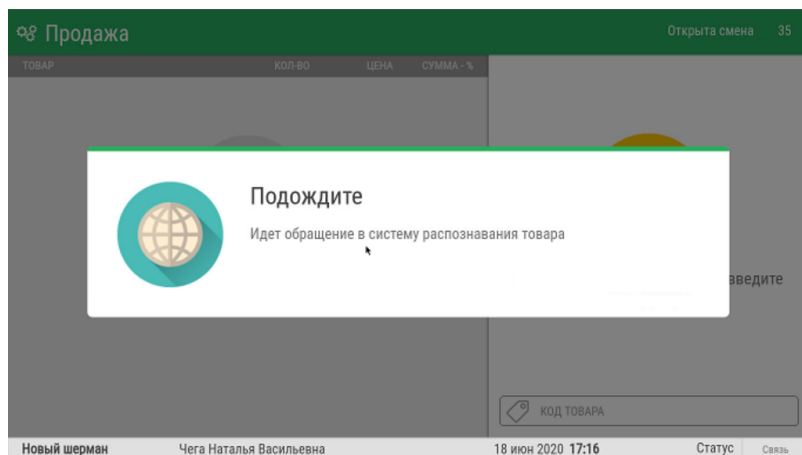 Продажа
Открыта смена 35
ТОВАР КОЛ-ВО ЦЕНА СУММА - %
Подождите
Идет обращение в систему распознавания товара
введите
КОД ТОВАРА
Новый шерман Чега Наталья Васильевна 18 июн 2020 17:16 Статус Связь